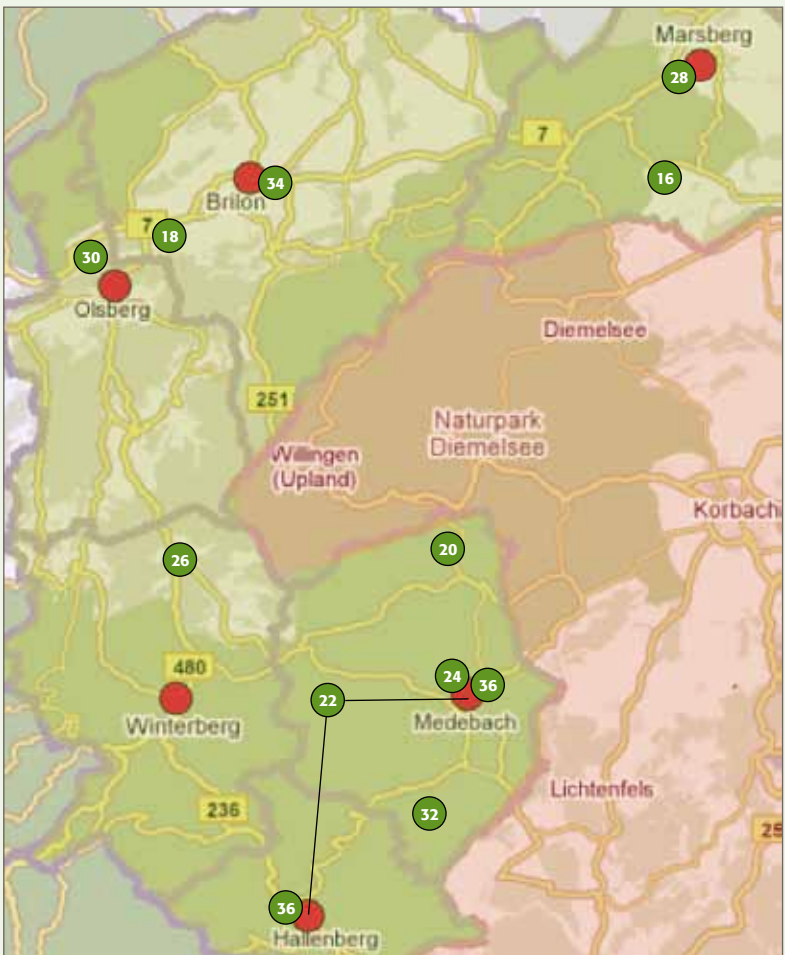 Marsberg
28
7
16
34
Brilon
7
18
30
Olsberg
Diemelsee
251
Naturpark
Diemelsee
Willingen
(Upland)
Korbach
20
26
480
24
36
22
Winterberg
Medebach
Lichtenfels
236
32
25
36
Hallenberg